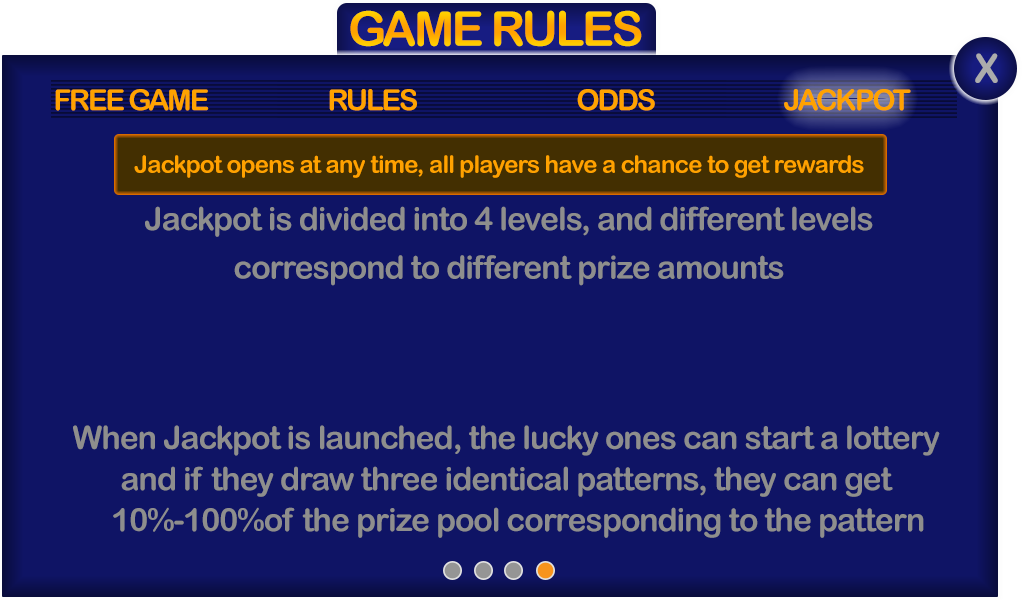 GAME RULES
X
FREE GAME RULES ODDS JACKPOT
Jackpot opens at any time, all players have a chance to get rewards
Jackpot is divided into 4 levels, and different levels
correspond to different prize amounts
When Jackpot is launched, the lucky ones can start a lottery
and if they draw three identical patterns, they can get
10%-100%of the prize pool corresponding to the pattern